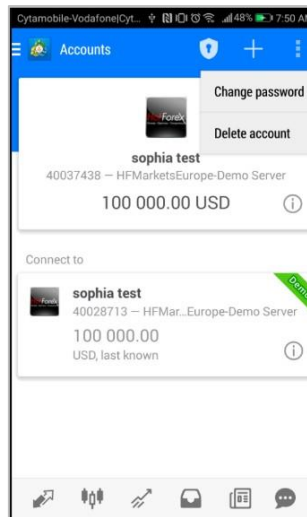 Cytamobile-Vodafone|Cyt... 48% 7:50 AM
Accounts
Change password
Delete account
sophia test
40037438 — HFMarketsEurope-Demo Server
100 000.00 USD
Connect to
Demo
sophia test
40028713 — HFMar...Europe-Demo Server
100 000.00
USD, last known